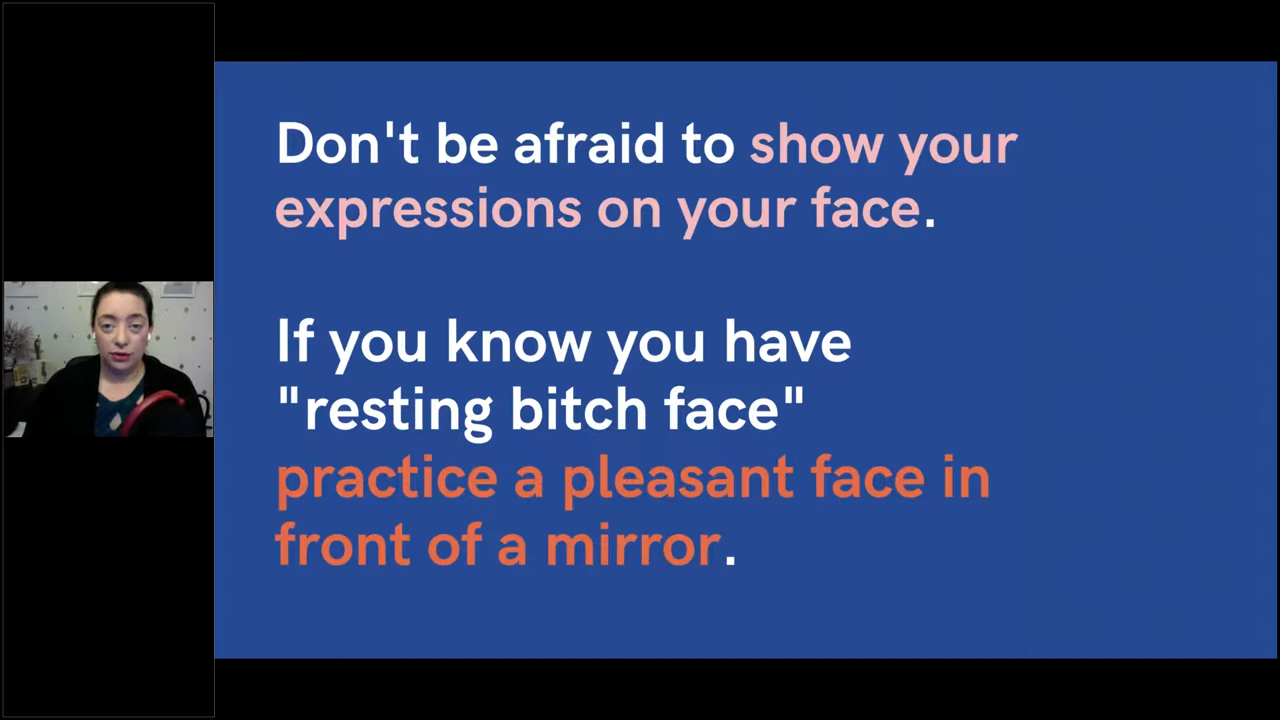 Don't be afraid to show your
expressions on your face.
If you know you have
"resting bitch face"
practice a pleasant face in
front of a mirror.